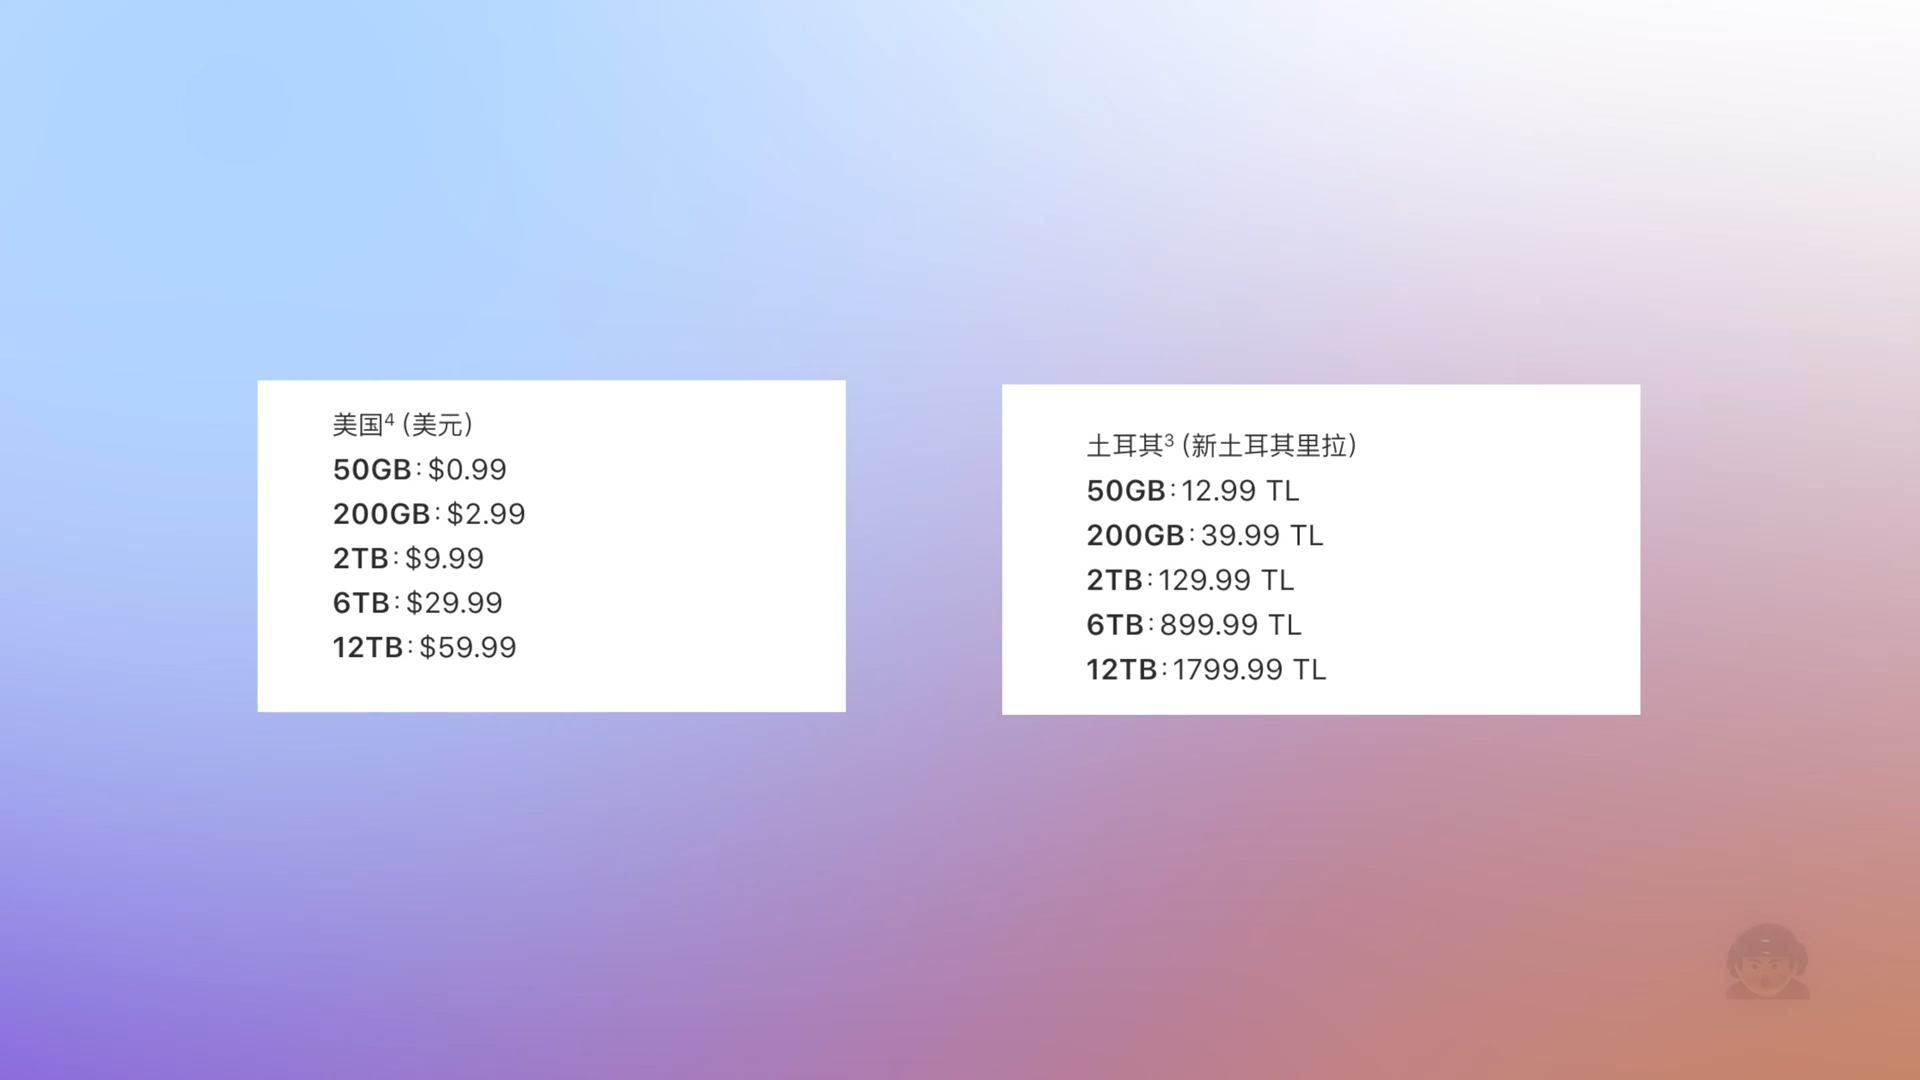 美国⁴ (美元)
50GB: $0.99
200GB: $2.99
2TB: $9.99
6TB: $29.99
12TB: $59.99
土耳其³ (新土耳其里拉)
50GB: 12.99 TL
200GB: 39.99 TL
2TB: 129.99 TL
6TB: 899.99 TL
12TB: 1799.99 TL